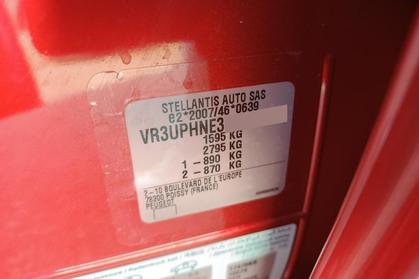 STELLANTIS AUTO SAS
e2*2007/46*0639
VR3UPHNE3
1595 KG
2795 KG
1 - 890 KG
2 - 870 KG
2-10 BOULEVARD DE L'EUROPE
78300 POISSY (FRANCE)
PEUGEOT